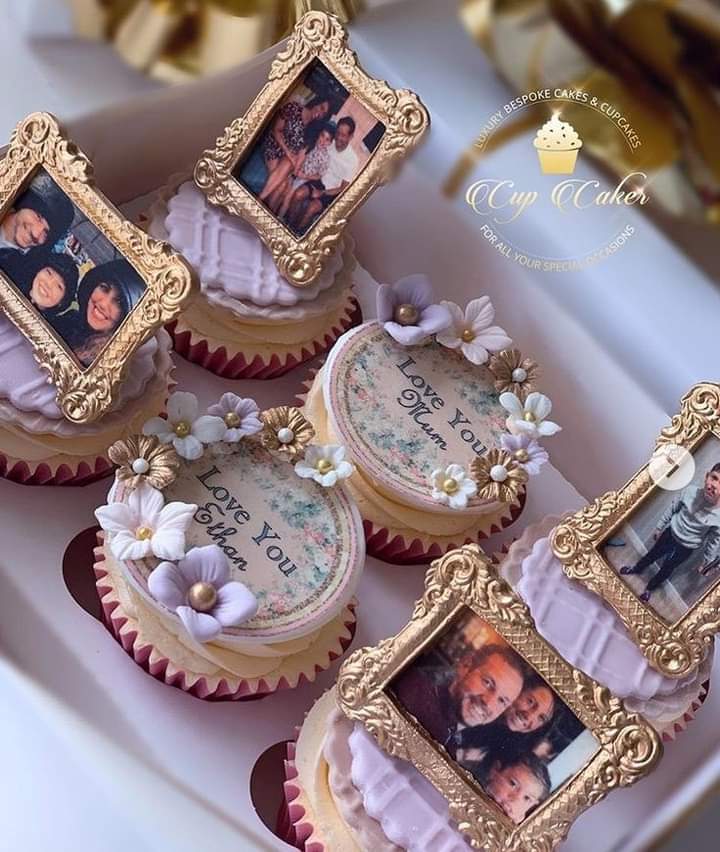 LUXURY BESPOKE CAKES & CUPCAKES
Cup Caker
FOR ALL YOUR SPECIAL OCCASIONS
Love You
Mum
Love You
Ethan